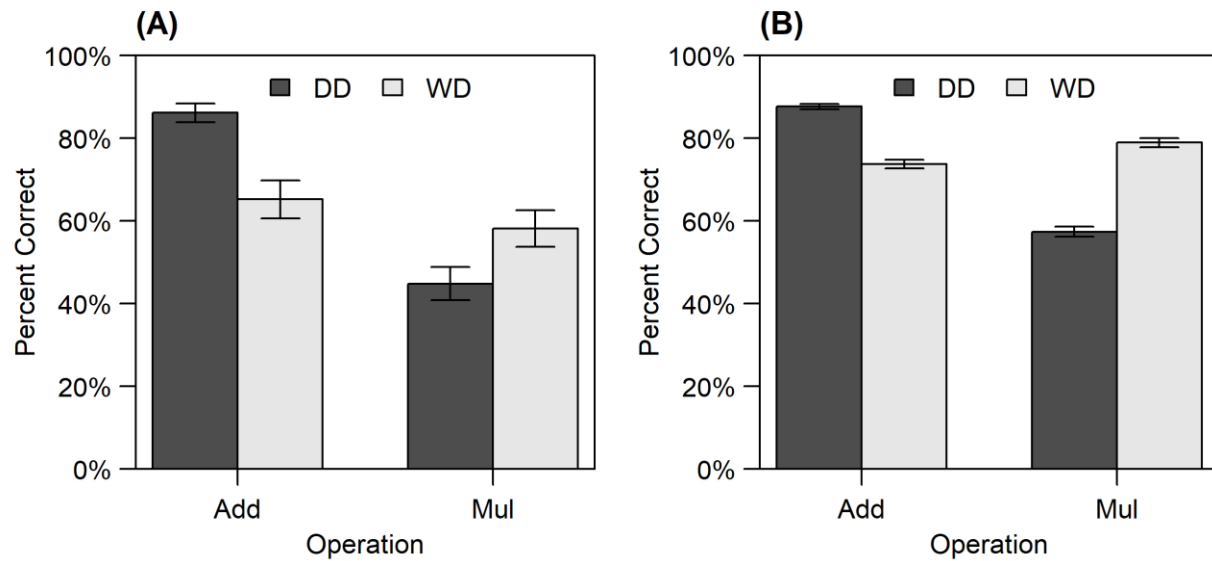 (A)
100%
80%
60%
40%
20%
0%
Percent Correct
DD WD
Add Mul
Operation
(B)
100%
80%
60%
40%
20%
0%
Percent Correct
DD WD
Add Mul
Operation